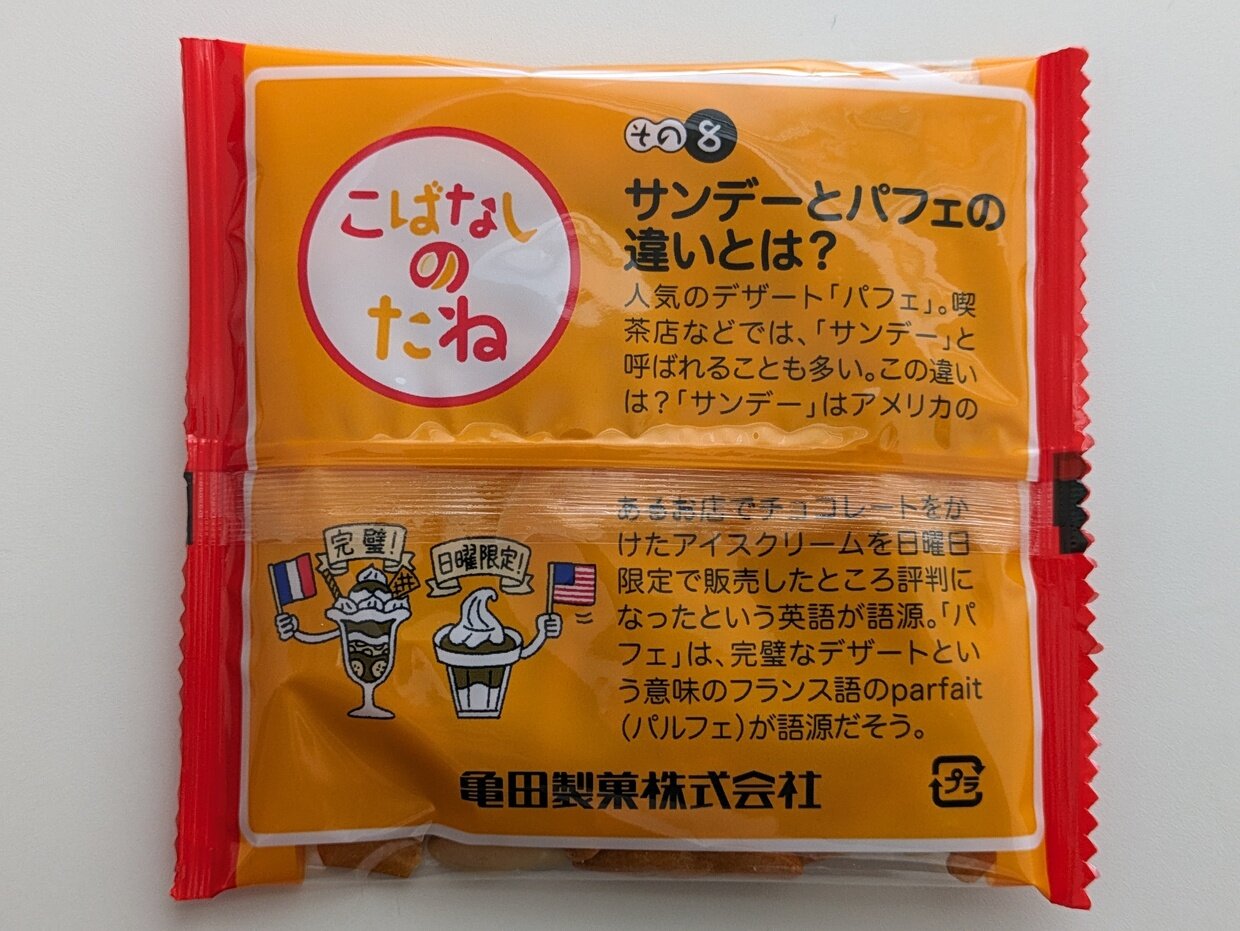 こばなし
の
たね
その8
サンデーとパフェの
違いとは?
人気のデザート「パフェ」。喫
茶店などでは、「サンデー」と
呼ばれることも多い。この違い
は?「サンデー」はアメリカの
あるお店でチョコレートをか
けたアイスクリームを日曜日
限定で販売したところ評判に
なったという英語が語源。「パ
フェ」は、完璧なデザートとい
う意味のフランス語のparfait
(パルフェ)が語源だそう。
完璧!
日曜限定!
亀田製菓株式会社
プラ